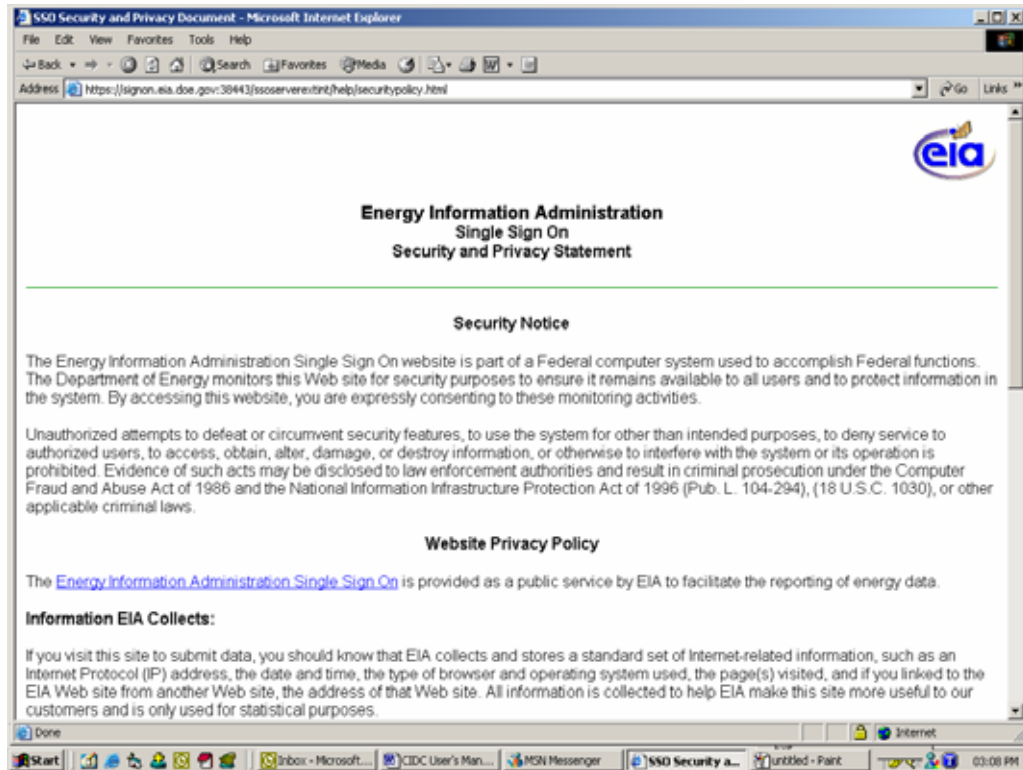 SSO Security and Privacy Document - Microsoft Internet Explorer
File Edit View Favorites Tools Help
Back Search Favorites Media
Address https://signon.eia.doe.gov:38443/ssoserverextint/help/securitypolicy.html Go Links »
eia
Energy Information Administration
Single Sign On
Security and Privacy Statement
Security Notice
The Energy Information Administration Single Sign On website is part of a Federal computer system used to accomplish Federal functions.
The Department of Energy monitors this Web site for security purposes to ensure it remains available to all users and to protect information in
the system. By accessing this website, you are expressly consenting to these monitoring activities.
Unauthorized attempts to defeat or circumvent security features, to use the system for other than intended purposes, to deny service to
authorized users, to access, obtain, alter, damage, or destroy information, or otherwise to interfere with the system or its operation is
prohibited. Evidence of such acts may be disclosed to law enforcement authorities and result in criminal prosecution under the Computer
Fraud and Abuse Act of 1986 and the National Information Infrastructure Protection Act of 1996 (Pub. L. 104-294), (18 U.S.C. 1030), or other
applicable criminal laws.
Website Privacy Policy
The Energy Information Administration Single Sign On is provided as a public service by EIA to facilitate the reporting of energy data.
Information EIA Collects:
If you visit this site to submit data, you should know that EIA collects and stores a standard set of Internet-related information, such as an
Internet Protocol (IP) address, the date and time, the type of browser and operating system used, the page(s) visited, and if you linked to the
EIA Web site from another Web site, the address of that Web site. All information is collected to help EIA make this site more useful to our
customers and is only used for statistical purposes.
Done Internet
Start Inbox - Microsoft... CIDC User's Man... MSN Messenger SSO Security a... untitled - Paint 03:08 PM